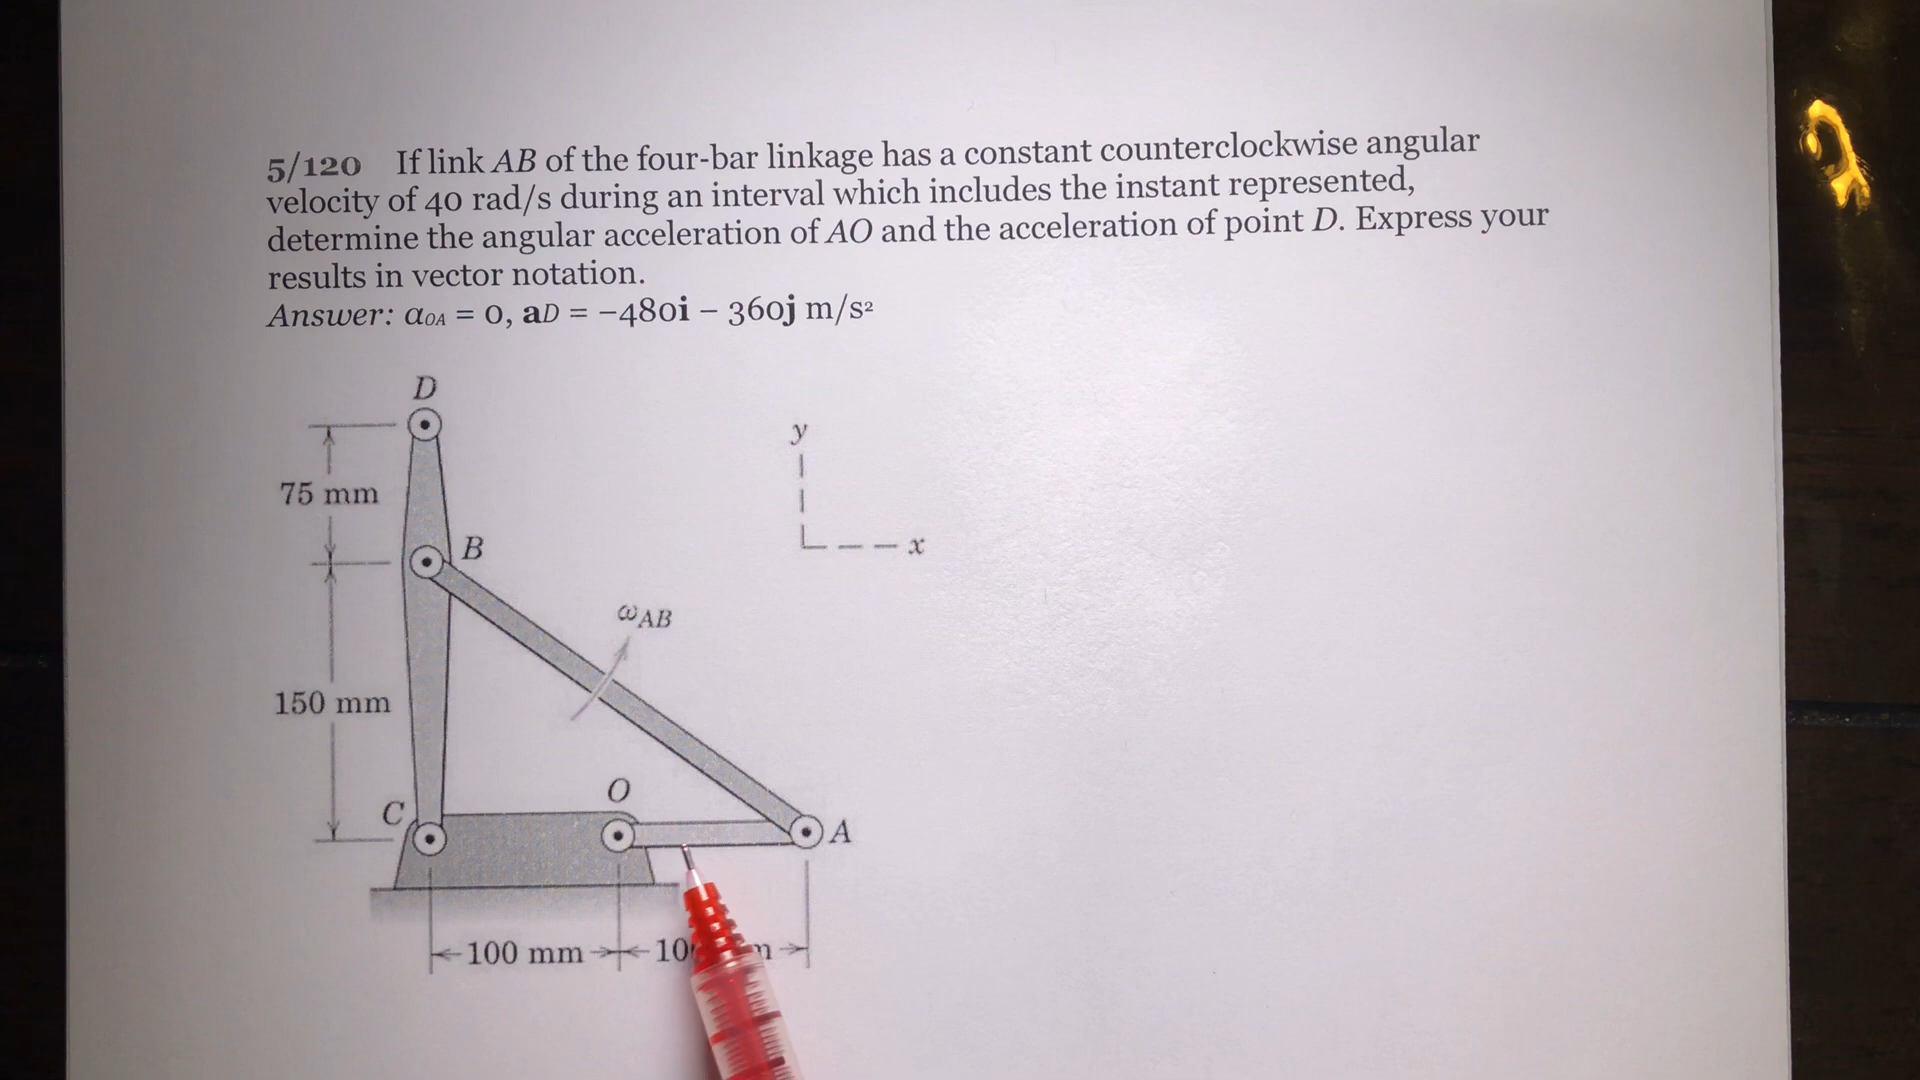 5/120 If link AB of the four-bar linkage has a constant counterclockwise angular
velocity of 40 rad/s during an interval which includes the instant represented,
determine the angular acceleration of AO and the acceleration of point D. Express your
results in vector notation.
Answer: αOA = 0, aD = −480i − 360j m/s²
D
y
75 mm
B
x
ωAB
150 mm
O
C
A
100 mm